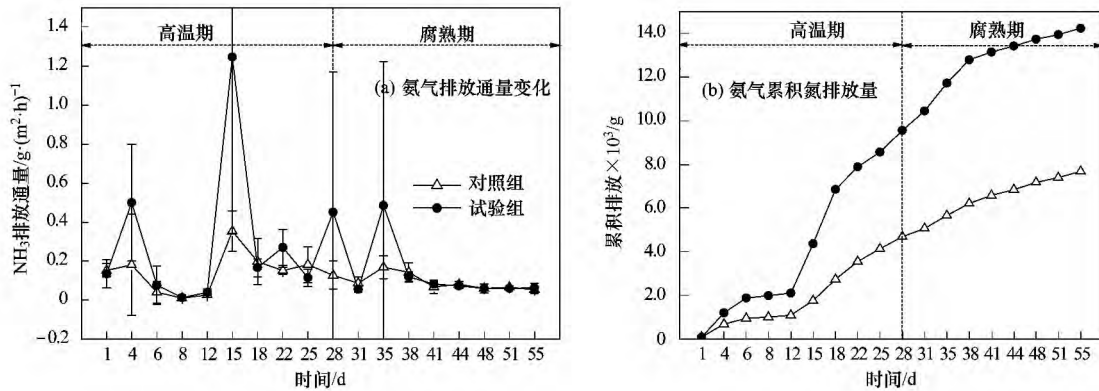 高温期
腐熟期
(a) 氨气排放通量变化
对照组
试验组
NH₃排放通量/g·(m²·h)⁻¹
1.4
1.2
1.0
0.8
0.6
0.4
0.2
0
-0.2
1 4 6 8 12 15 18 22 25 28 31 35 38 41 44 48 51 55
时间/d
高温期
腐熟期
(b) 氨气累积氮排放量
累积排放×10³/g
14.0
12.0
10.0
8.0
6.0
4.0
2.0
0
1 4 6 8 12 15 18 22 25 28 31 35 38 41 44 48 51 55
时间/d